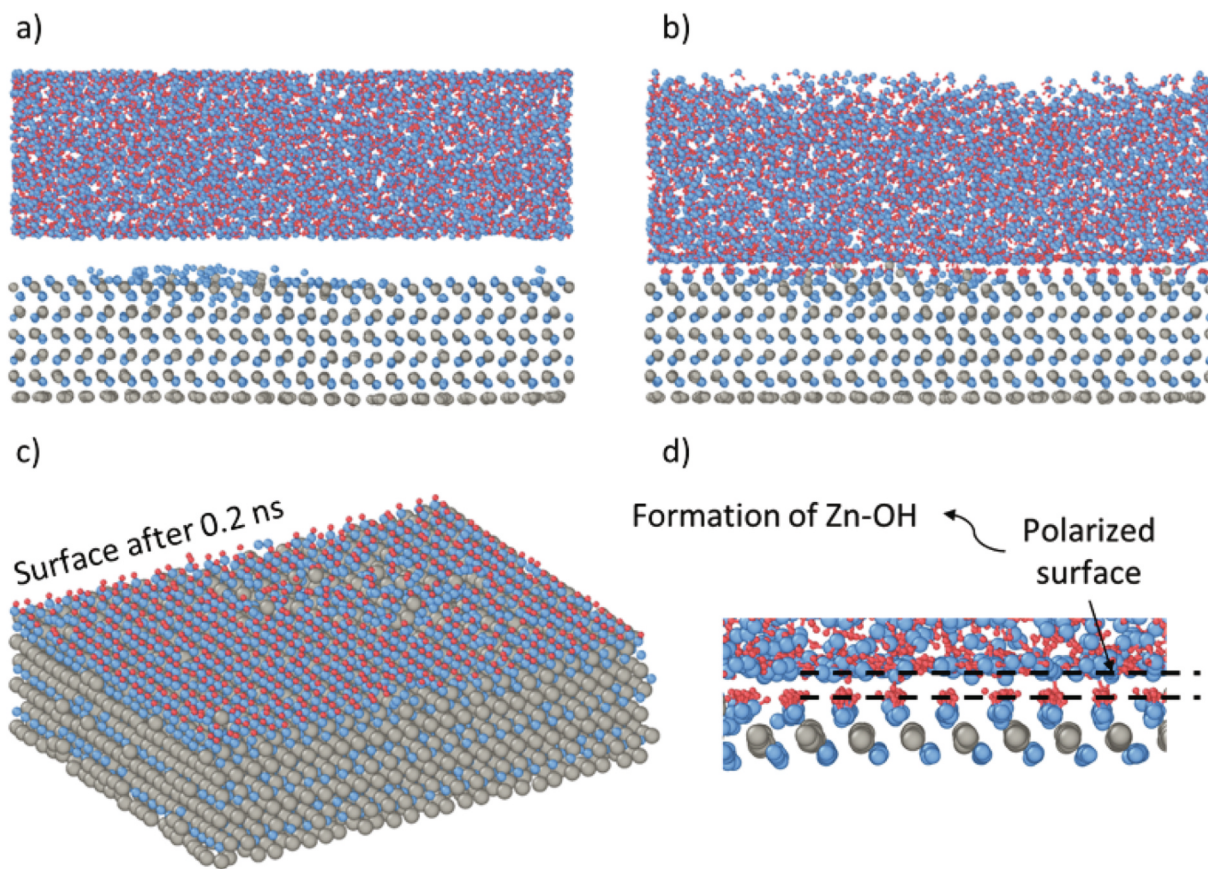 a)
b)
c)
d)
Surface after 0.2 ns
Formation of Zn-OH
Polarized
surface